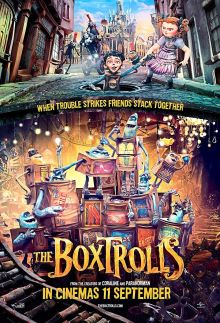 WHEN TROUBLE STRIKES FRIENDS STACK TOGETHER
THE BOXTROLLS
FROM THE CREATORS OF CORALINE AND PARANORMAN
IN CINEMAS 11 SEPTEMBER